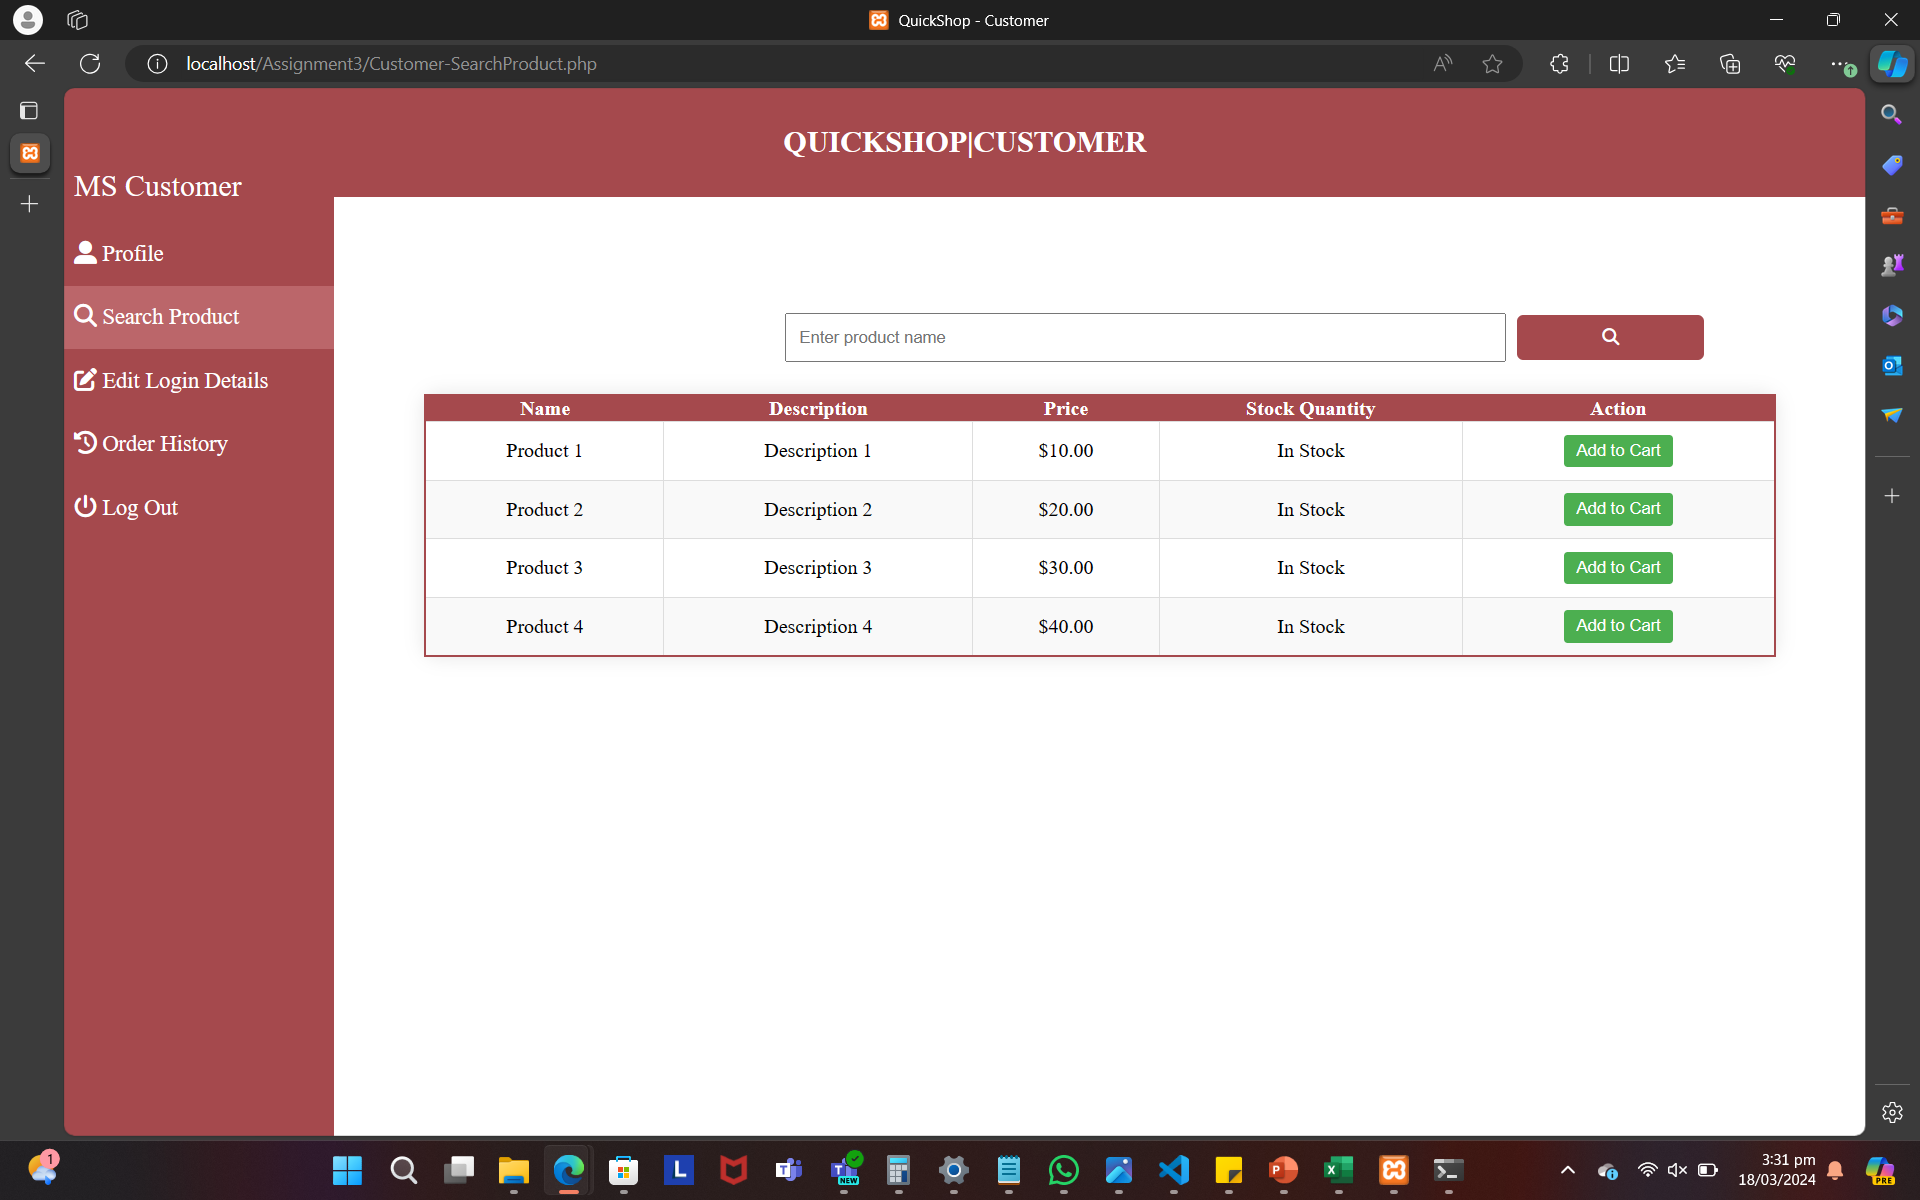 QuickShop - Customer
localhost/Assignment3/Customer-SearchProduct.php
QUICKSHOP|CUSTOMER
MS Customer
Profile
Search Product
Edit Login Details
Order History
Log Out
Enter product name
Name Description Price Stock Quantity Action
Product 1 Description 1 $10.00 In Stock Add to Cart
Product 2 Description 2 $20.00 In Stock Add to Cart
Product 3 Description 3 $30.00 In Stock Add to Cart
Product 4 Description 4 $40.00 In Stock Add to Cart
1
L
T
T
NEW
P
X
3:31 pm
18/03/2024
PRE